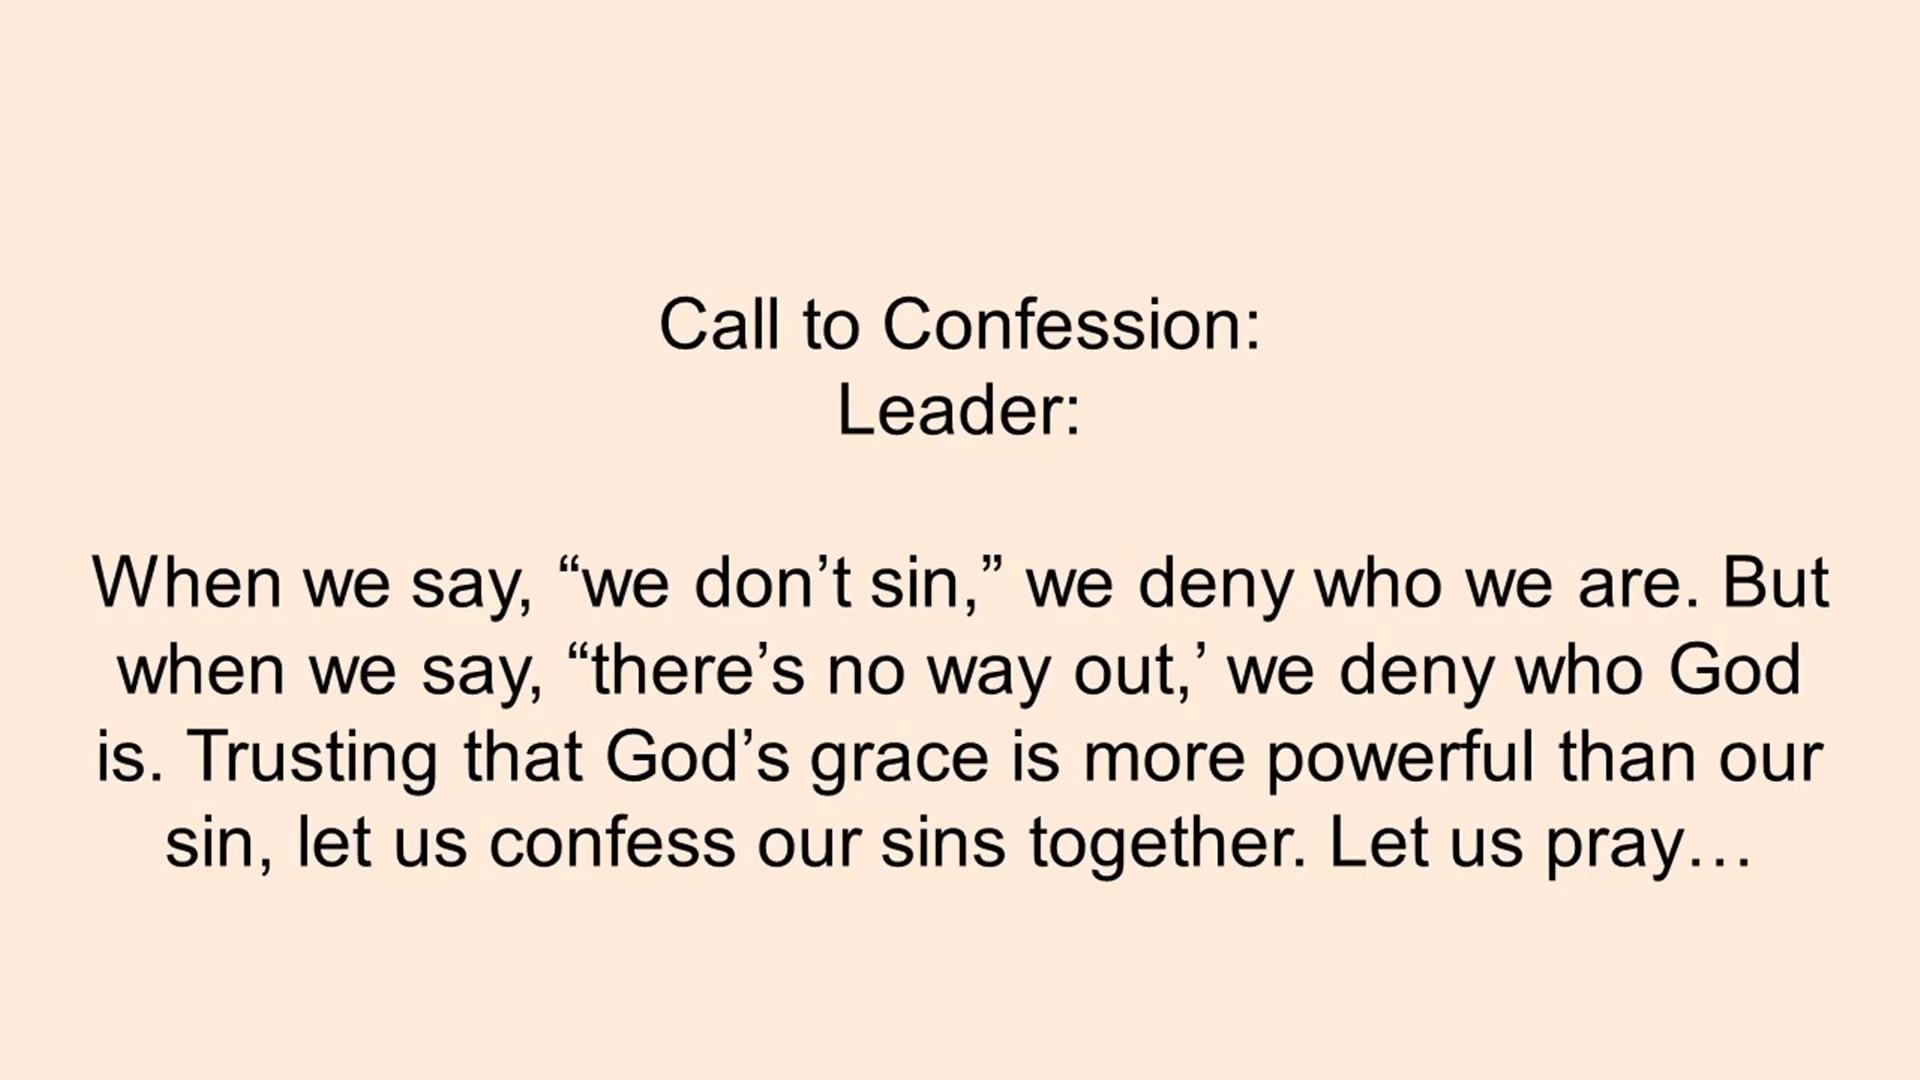 Call to Confession:
Leader:
When we say, “we don’t sin,” we deny who we are. But
when we say, “there’s no way out,’ we deny who God
is. Trusting that God’s grace is more powerful than our
sin, let us confess our sins together. Let us pray…